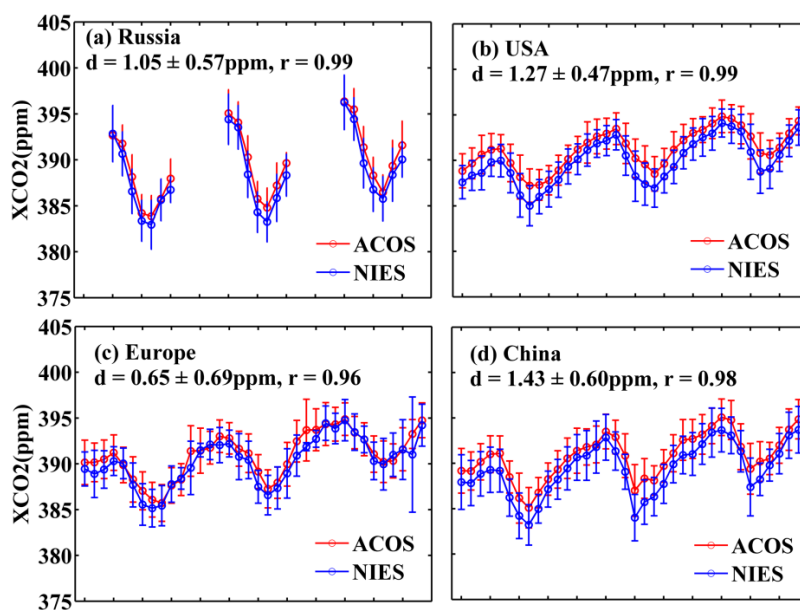 (a) Russia
d = 1.05 ± 0.57ppm, r = 0.99
405
400
395
390
385
380
375
XCO2(ppm)
ACOS
NIES
(b) USA
d = 1.27 ± 0.47ppm, r = 0.99
ACOS
NIES
(c) Europe
d = 0.65 ± 0.69ppm, r = 0.96
405
400
395
390
385
380
375
XCO2(ppm)
ACOS
NIES
(d) China
d = 1.43 ± 0.60ppm, r = 0.98
ACOS
NIES